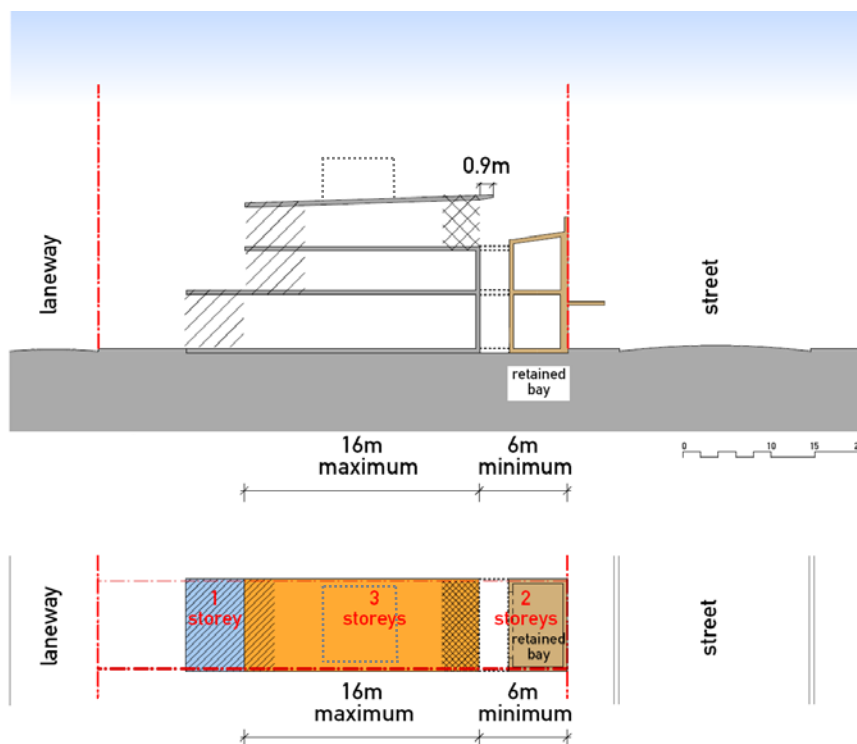 0.9m
laneway
street
retained
bay
16m
maximum
6m
minimum
0
10
15
2
laneway
1
storey
3
storeys
2
storeys
retained
bay
street
16m
maximum
6m
minimum